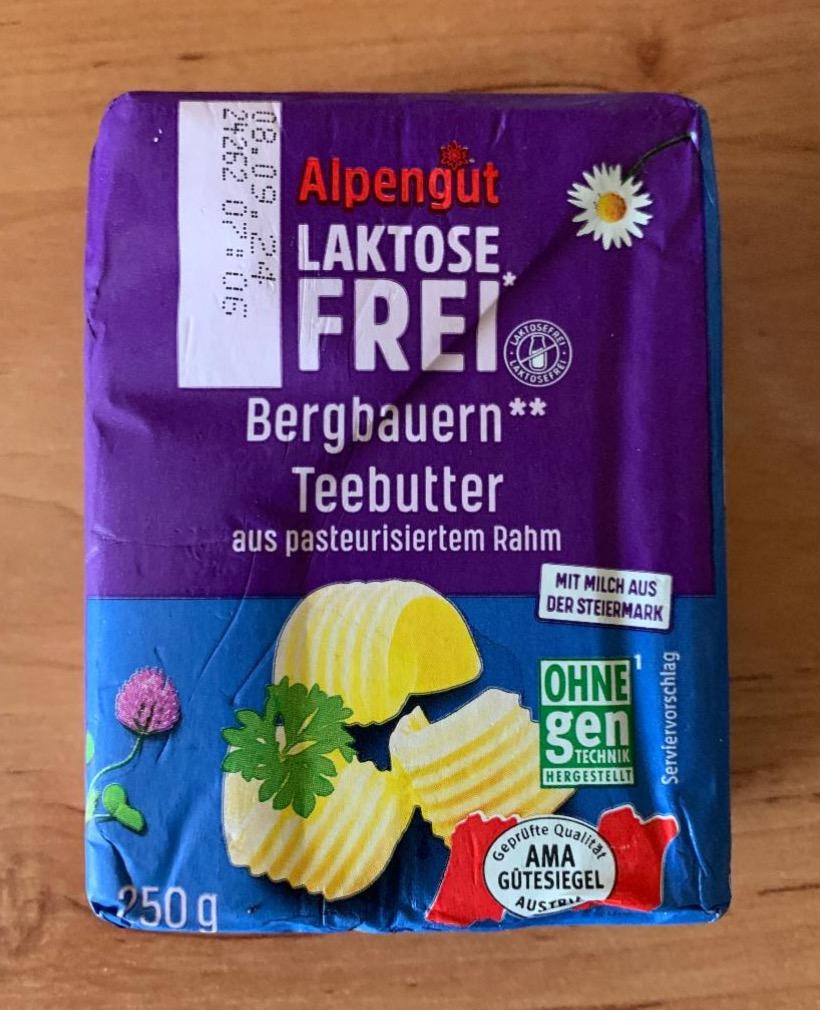 08.09.24
24262 07:06
Alpengut
LAKTOSE
FREI*
LAKTOSEFREI • LAKTOSEFREI •
Bergbauern**
Teebutter
aus pasteurisiertem Rahm
MIT MILCH AUS
DER STEIERMARK
OHNE¹
gen
TECHNIK
HERGESTELLT
Serviervorschlag
Geprüfte Qualität
AMA
GÜTESIEGEL
AUSTRIA
250 g